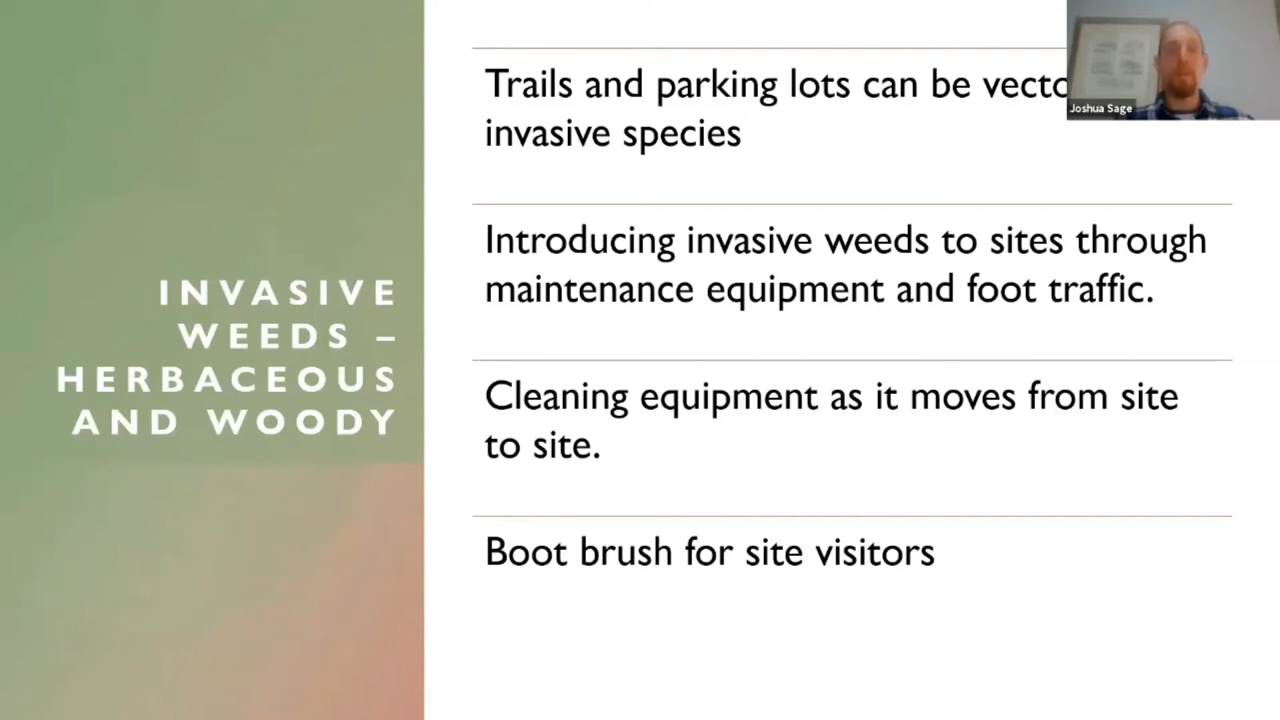 INVASIVE
WEEDS –
HERBACEOUS
AND WOODY
Trails and parking lots can be
invasive species
Introducing invasive weeds to sites through
maintenance equipment and foot traffic.
Cleaning equipment as it moves from site
to site.
Boot brush for site visitors
Joshua Sage